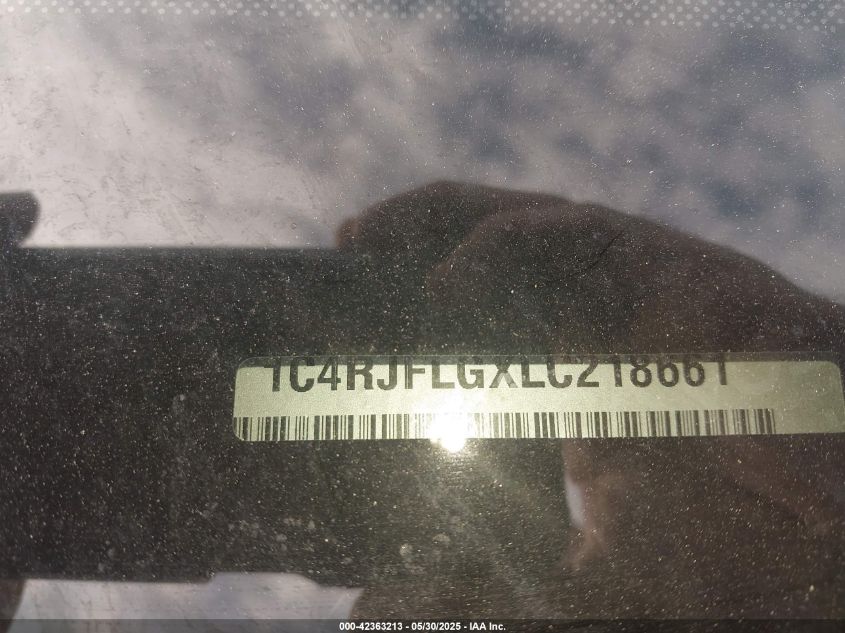 1C4RJFLGXLC218661
000-42363213 - 05/30/2025 - IAA Inc.